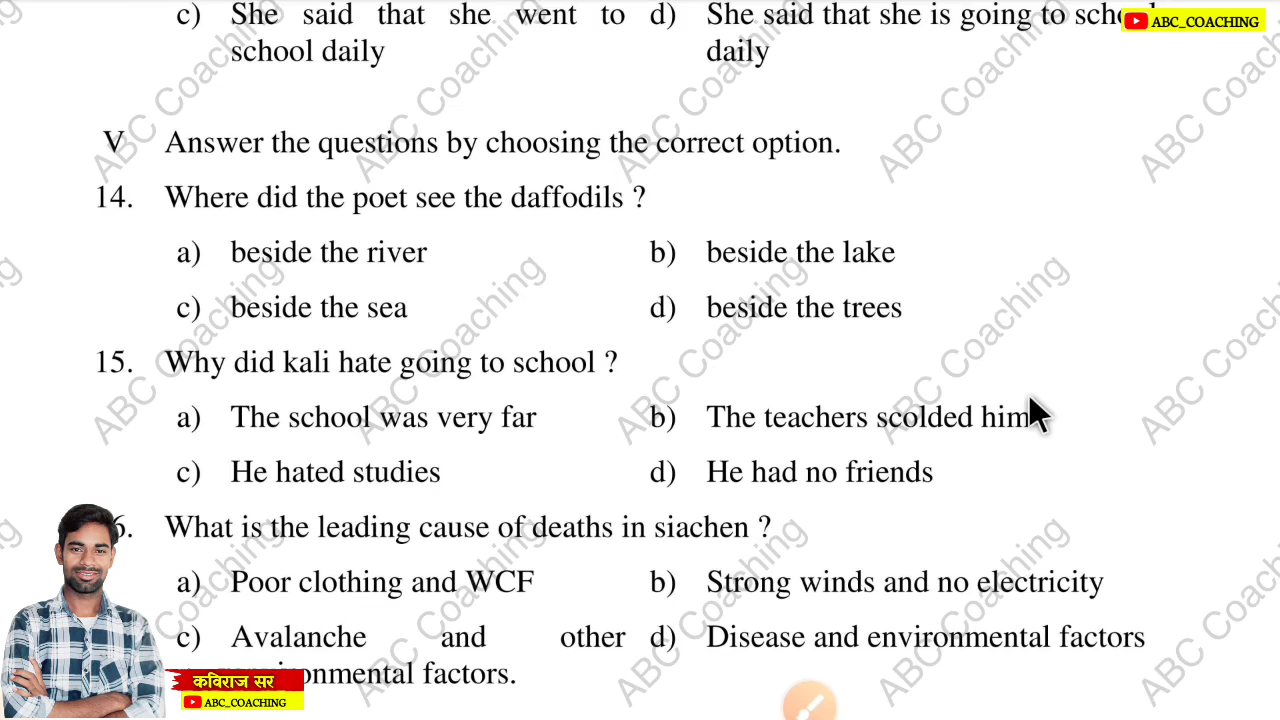 c) She said that she went to d) She said that she is going to
ABC_COACHING
school daily daily
V Answer the questions by choosing the correct option.
14. Where did the poet see the daffodils ?
a) beside the river b) beside the lake
c) beside the sea d) beside the trees
15. Why did kali hate going to school ?
a) The school was very far b) The teachers scolded him
c) He hated studies d) He had no friends
6. What is the leading cause of deaths in siachen ?
a) Poor clothing and WCF b) Strong winds and no electricity
c) Avalanche and other d) Disease and environmental factors
factors.
कविराज सर
ABC_COACHING
ABC Coaching